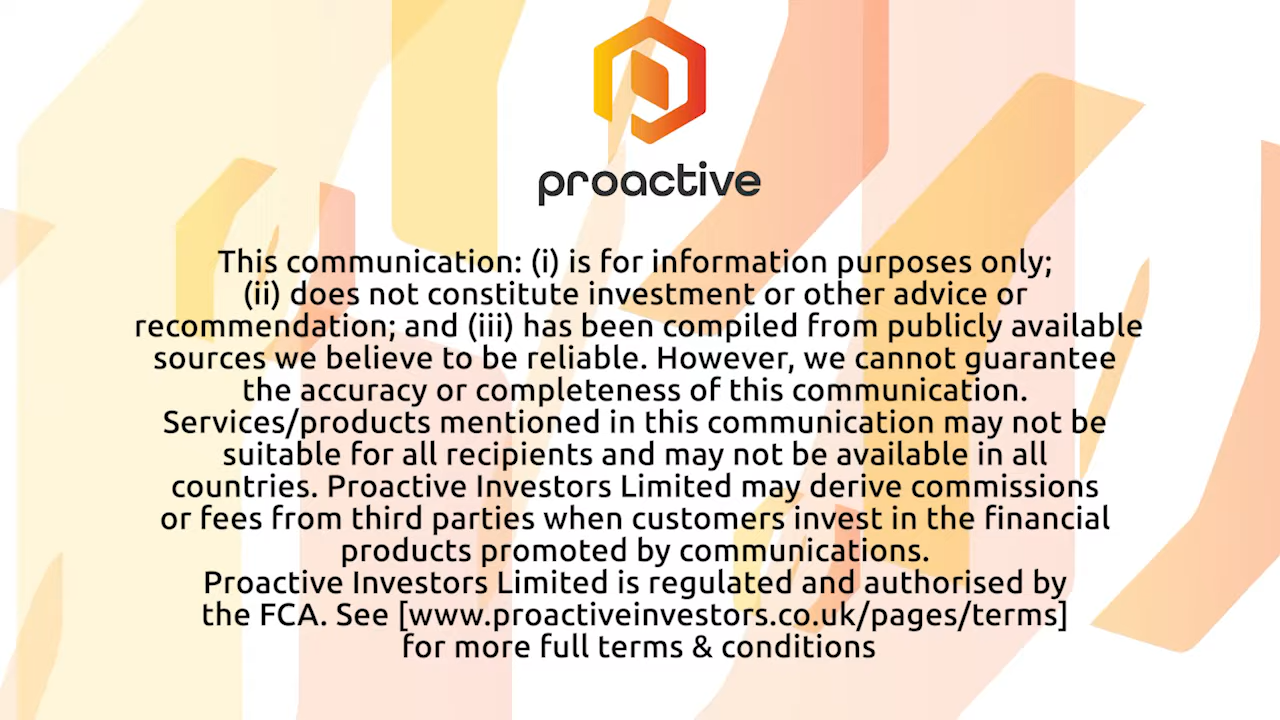 proactive
This communication: (i) is for information purposes only;
(ii) does not constitute investment or other advice or
recommendation; and (iii) has been compiled from publicly available
sources we believe to be reliable. However, we cannot guarantee
the accuracy or completeness of this communication.
Services/products mentioned in this communication may not be
suitable for all recipients and may not be available in all
countries. Proactive Investors Limited may derive commissions
or fees from third parties when customers invest in the financial
products promoted by communications.
Proactive Investors Limited is regulated and authorised by
the FCA. See [www.proactiveinvestors.co.uk/pages/terms]
for more full terms & conditions